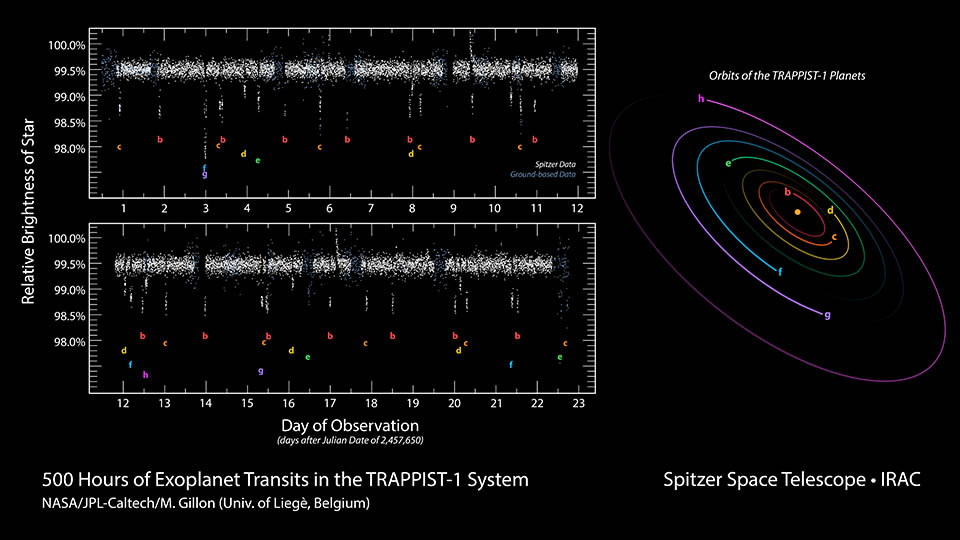 100.0%
99.5%
99.0%
98.5%
98.0%
c
b
f
g
c
b
d
e
b
c
b
b
d
c
b
c
b
Spitzer Data
Ground-based Data
1 2 3 4 5 6 7 8 9 10 11 12
100.0%
99.5%
99.0%
98.5%
98.0%
d
f
b
h
c
b
c
b
g
d
e
b
c
b
b
d
c
b
f
c
e
12 13 14 15 16 17 18 19 20 21 22 23
Relative Brightness of Star
Day of Observation
(days after Julian Date of 2,457,650)
Orbits of the TRAPPIST-1 Planets
h
e
b
d
c
f
g
500 Hours of Exoplanet Transits in the TRAPPIST-1 System
NASA/JPL-Caltech/M. Gillon (Univ. of Liegè, Belgium)
Spitzer Space Telescope • IRAC